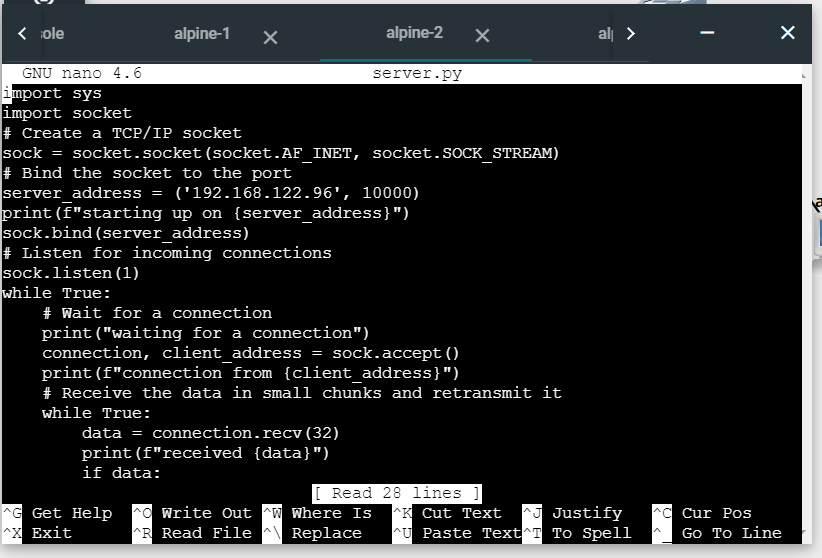 ole alpine-1 alpine-2 al
GNU nano 4.6 server.py
import sys
import socket
# Create a TCP/IP socket
sock = socket.socket(socket.AF_INET, socket.SOCK_STREAM)
# Bind the socket to the port
server_address = ('192.168.122.96', 10000)
print(f"starting up on {server_address}")
sock.bind(server_address)
# Listen for incoming connections
sock.listen(1)
while True:
    # Wait for a connection
    print("waiting for a connection")
    connection, client_address = sock.accept()
    print(f"connection from {client_address}")
    # Receive the data in small chunks and retransmit it
    while True:
        data = connection.recv(32)
        print(f"received {data}")
        if data:
[ Read 28 lines ]
^G Get Help ^O Write Out ^W Where Is ^K Cut Text ^J Justify ^C Cur Pos
^X Exit ^R Read File ^\ Replace ^U Paste Text ^T To Spell ^_ Go To Line